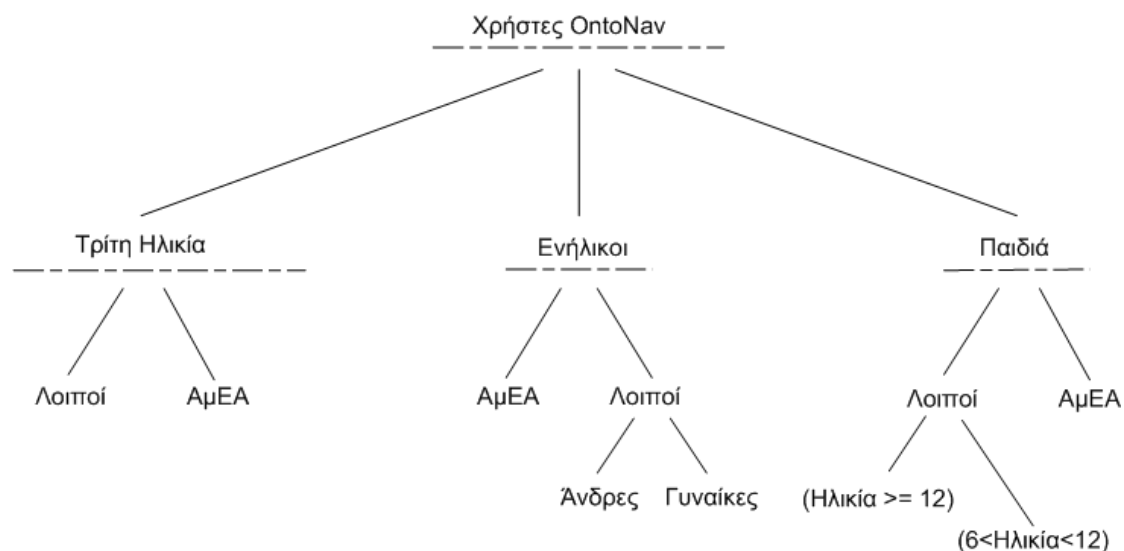 Χρήστες OntoNav
Τρίτη Ηλικία
Ενήλικοι
Παιδιά
Λοιποί
ΑμΕΑ
ΑμΕΑ
Λοιποί
Λοιποί
ΑμΕΑ
Άνδρες
Γυναίκες
(Ηλικία >= 12)
(6<Ηλικία<12)